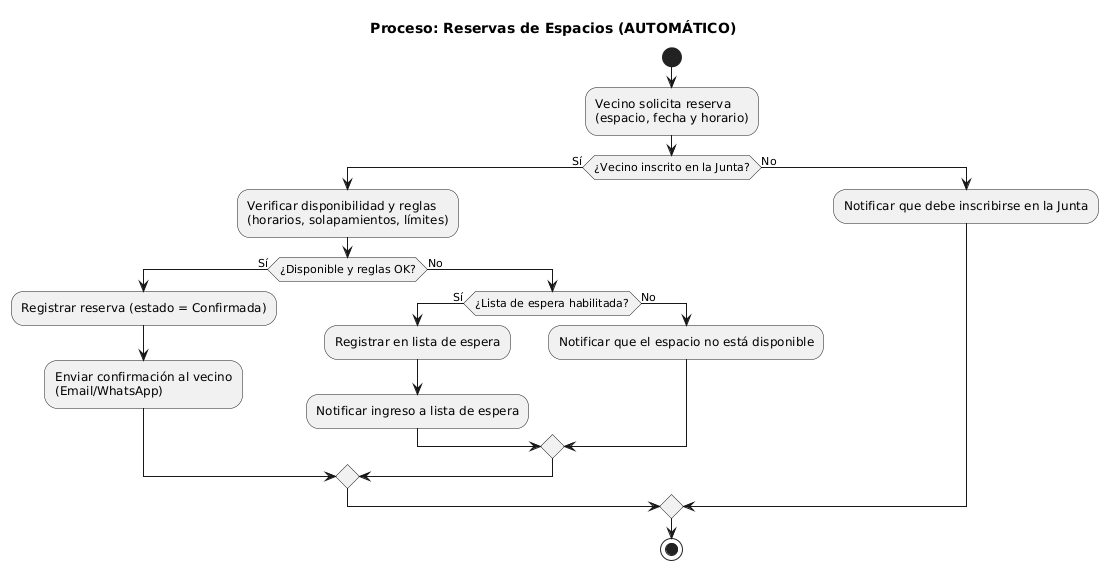 Proceso: Reservas de Espacios (AUTOMÁTICO)
Vecino solicita reserva
(espacio, fecha y horario)
¿Vecino inscrito en la Junta?
Sí
No
Verificar disponibilidad y reglas
(horarios, solapamientos, límites)
Notificar que debe inscribirse en la Junta
¿Disponible y reglas OK?
Sí
No
Registrar reserva (estado = Confirmada)
Enviar confirmación al vecino
(Email/WhatsApp)
¿Lista de espera habilitada?
Sí
No
Registrar en lista de espera
Notificar ingreso a lista de espera
Notificar que el espacio no está disponible